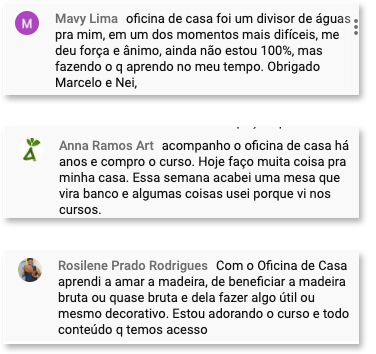 Mavy Lima oficina de casa foi um divisor de águas
pra mim, em um dos momentos mais difíceis, me
deu força e ânimo, ainda não estou 100%, mas
fazendo o q aprendo no meu tempo. Obrigado
Marcelo e Nei,
Anna Ramos Art acompanho o oficina de casa há
anos e compro o curso. Hoje faço muita coisa pra
minha casa. Essa semana acabei uma mesa que
vira banco e algumas coisas usei porque vi nos
cursos.
Rosilene Prado Rodrigues Com o Oficina de Casa
aprendi a amar a madeira, de beneficiar a madeira
bruta ou quase bruta e dela fazer algo útil ou
mesmo decorativo. Estou adorando o curso e todo
conteúdo q temos acesso